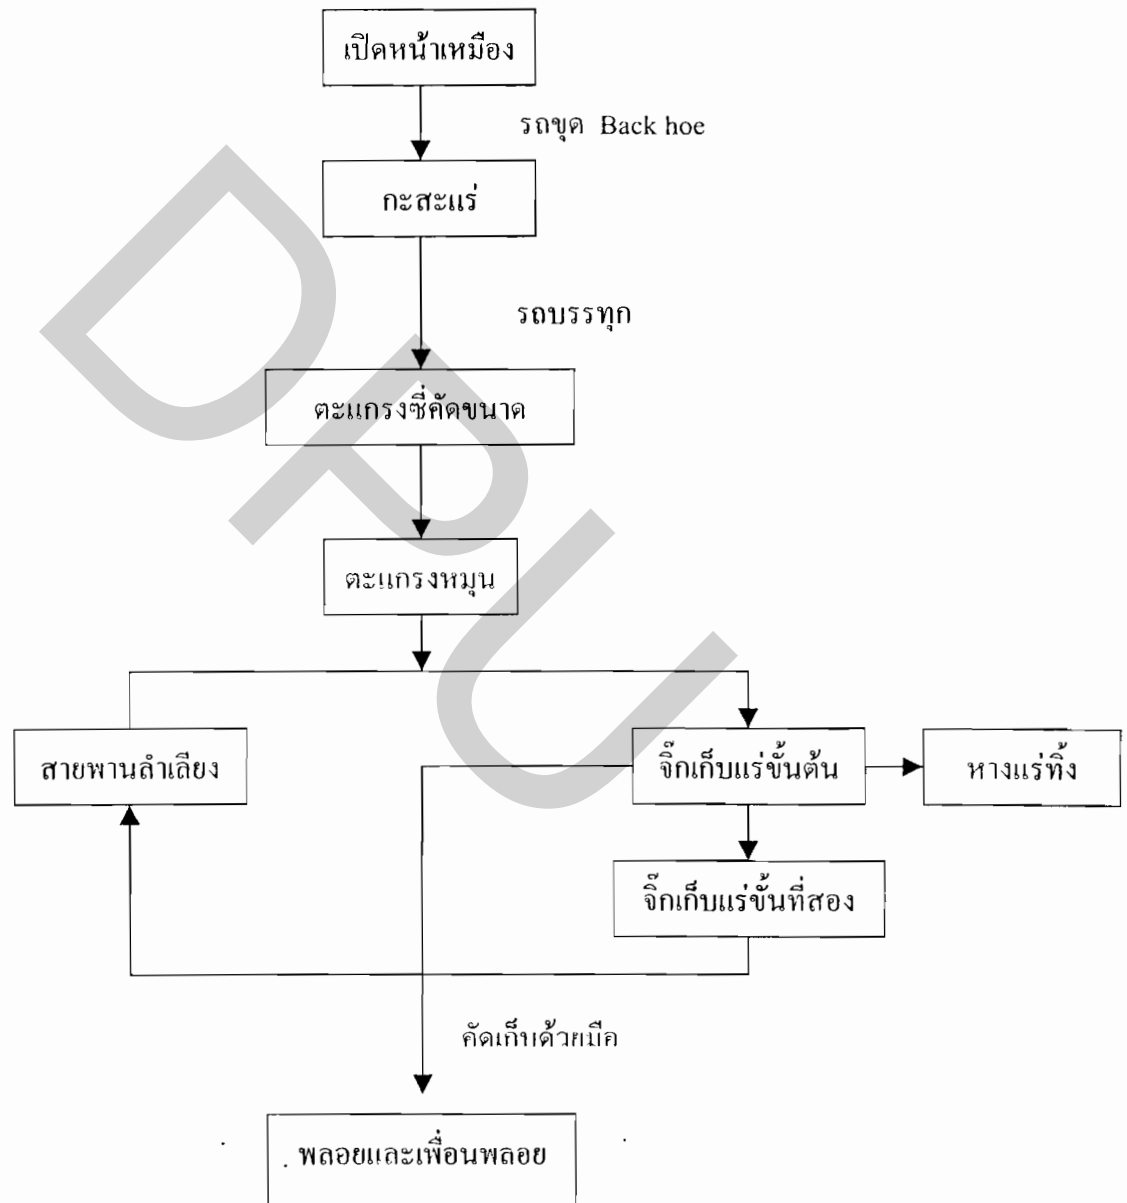 เปิดหน้าเหมือง
รถขุด Back hoe
กะสะแร่
รถบรรทุก
ตะแกรงซี่คัดขนาด
ตะแกรงหมุน
สายพานลำเลียง
จิ๊กเก็บแร่ขั้นต้น
หางแร่ทิ้ง
จิ๊กเก็บแร่ขั้นที่สอง
คัดเก็บด้วยมือ
พลอยและเพื่อนพลอย
DPU